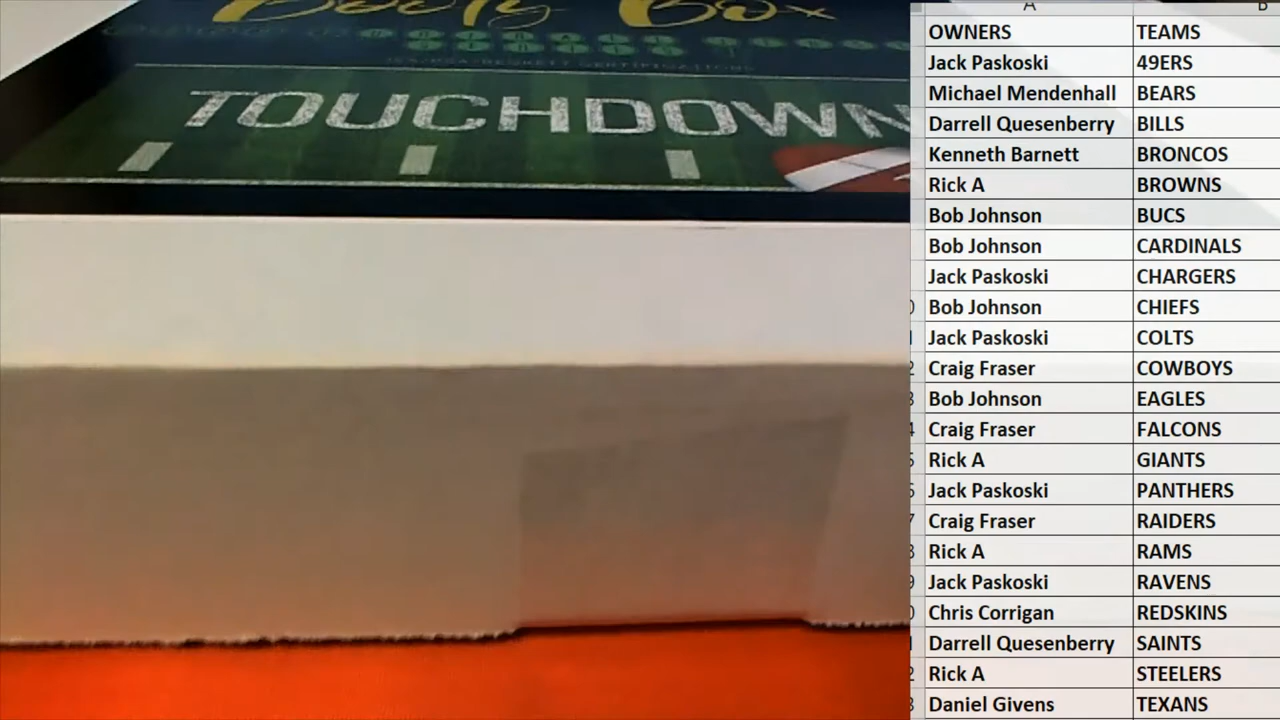 Booty Box
TOUCHDOWN
A B
OWNERS TEAMS
Jack Paskoski 49ERS
Michael Mendenhall BEARS
Darrell Quesenberry BILLS
Kenneth Barnett BRONCOS
Rick A BROWNS
Bob Johnson BUCS
Bob Johnson CARDINALS
Jack Paskoski CHARGERS
Bob Johnson CHIEFS
Jack Paskoski COLTS
Craig Fraser COWBOYS
Bob Johnson EAGLES
Craig Fraser FALCONS
Rick A GIANTS
Jack Paskoski PANTHERS
Craig Fraser RAIDERS
Rick A RAMS
Jack Paskoski RAVENS
Chris Corrigan REDSKINS
Darrell Quesenberry SAINTS
Rick A STEELERS
Daniel Givens TEXANS